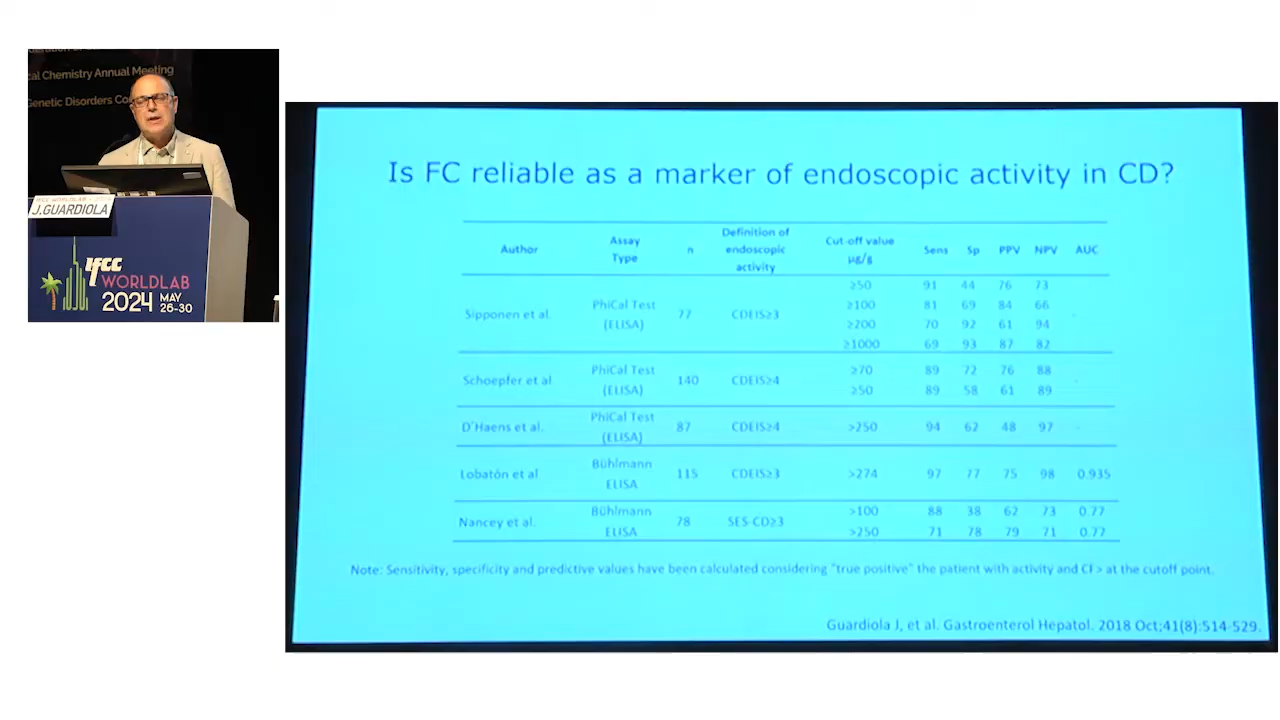 cal Chemistry Annual Meeting
Genetic Disorders Co
IFCC WORLDLAB
J.GUARDIOLA
IFCC
WORLDLAB
2024 MAY 26-30
Is FC reliable as a marker of endoscopic activity in CD?
Author Assay Type n Definition of endoscopic activity Cut-off value µg/g Sens Sp PPV NPV AUC
Sipponen et al. PhiCal Test (ELISA) 77 CDEIS≥3
≥50 91 44 76 73
≥100 81 69 84 66
≥200 70 92 61 94
≥1000 69 93 87 82
Schoepfer et al PhiCal Test (ELISA) 140 CDEIS≥4
≥70 89 72 76 88
≥50 89 58 61 89
D'Haens et al. PhiCal Test (ELISA) 87 CDEIS≥4 >250 94 62 48 97
Lobatón et al Bühlmann ELISA 115 CDEIS≥3 >274 97 77 75 98 0.935
Nancey et al. Bühlmann ELISA 78 SES-CD≥3
>100 88 38 62 73 0.77
>250 71 78 79 71 0.77
Note: Sensitivity, specificity and predictive values have been calculated considering "true positive" the patient with activity and CF > at the cutoff point.
Guardiola J, et al. Gastroenterol Hepatol. 2018 Oct;41(8):514-529.